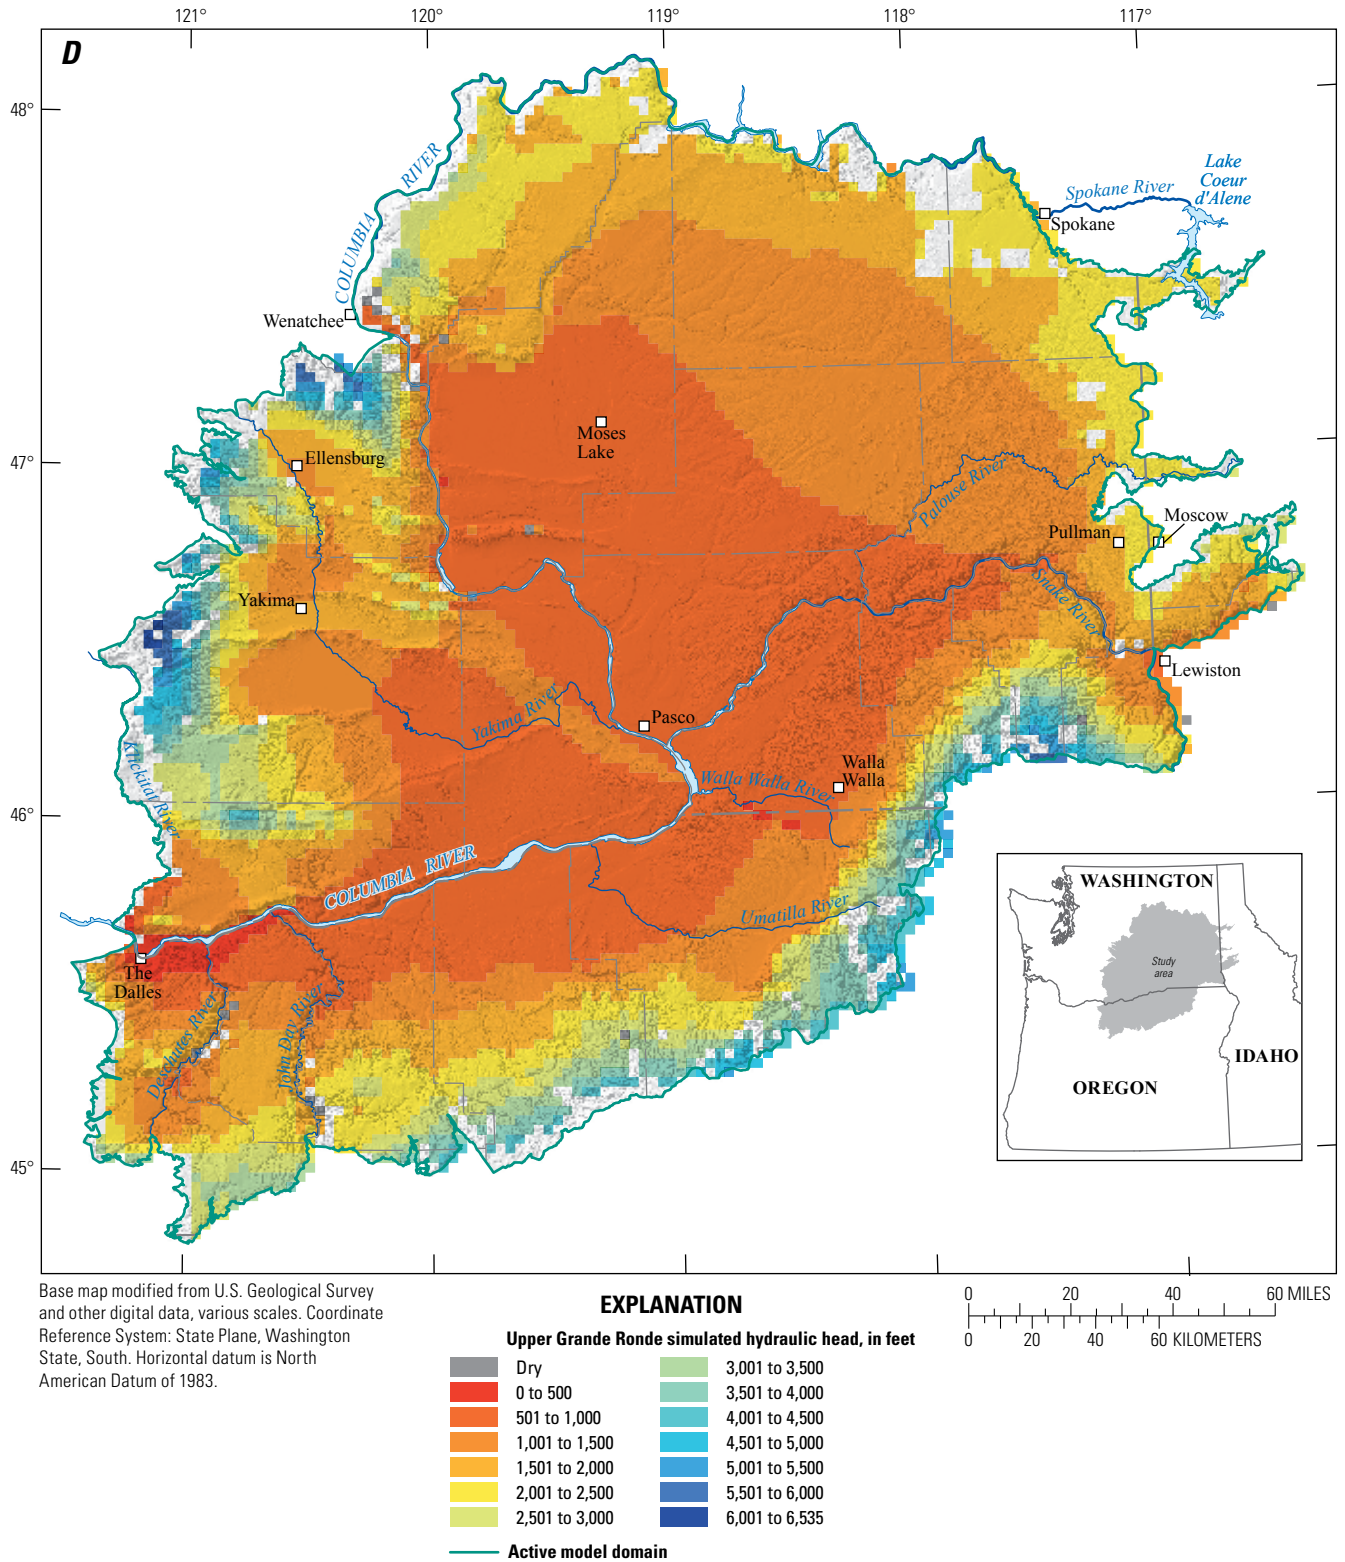 121°
120°
119°
118°
117°
D
48°
47°
46°
45°
COLUMBIA RIVER
Lake
Coeur
d'Alene
Spokane River
Spokane
Wenatchee
Moses
Lake
Ellensburg
Palouse River
Pullman
Moscow
Snake River
Yakima
Lewiston
Yakima River
Pasco
Klickitat River
Walla Walla River
Walla
Walla
COLUMBIA RIVER
Umatilla River
The
Dalles
Deschutes River
John Day River
WASHINGTON
Study
area
IDAHO
OREGON
Base map modified from U.S. Geological Survey
and other digital data, various scales. Coordinate
Reference System: State Plane, Washington
State, South. Horizontal datum is North
American Datum of 1983.
0 20 40 60 MILES
0 20 40 60 KILOMETERS
EXPLANATION
Upper Grande Ronde simulated hydraulic head, in feet
Dry
0 to 500
501 to 1,000
1,001 to 1,500
1,501 to 2,000
2,001 to 2,500
2,501 to 3,000
3,001 to 3,500
3,501 to 4,000
4,001 to 4,500
4,501 to 5,000
5,001 to 5,500
5,501 to 6,000
6,001 to 6,535
Active model domain